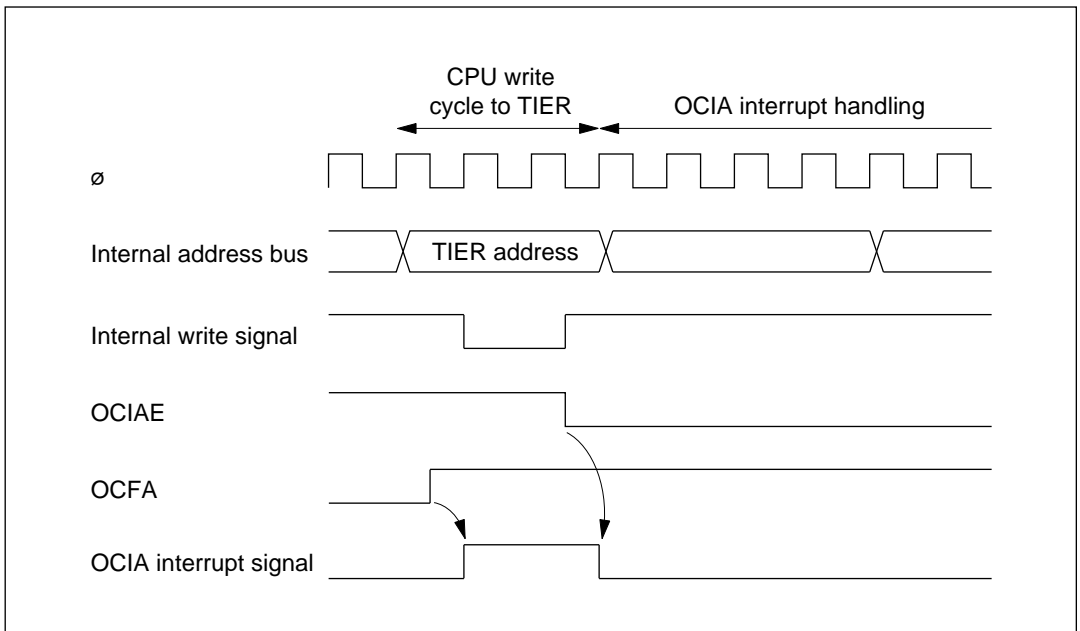 CPU write
cycle to TIER
OCIA interrupt handling
ø
Internal address bus
TIER address
Internal write signal
OCIAE
OCFA
OCIA interrupt signal